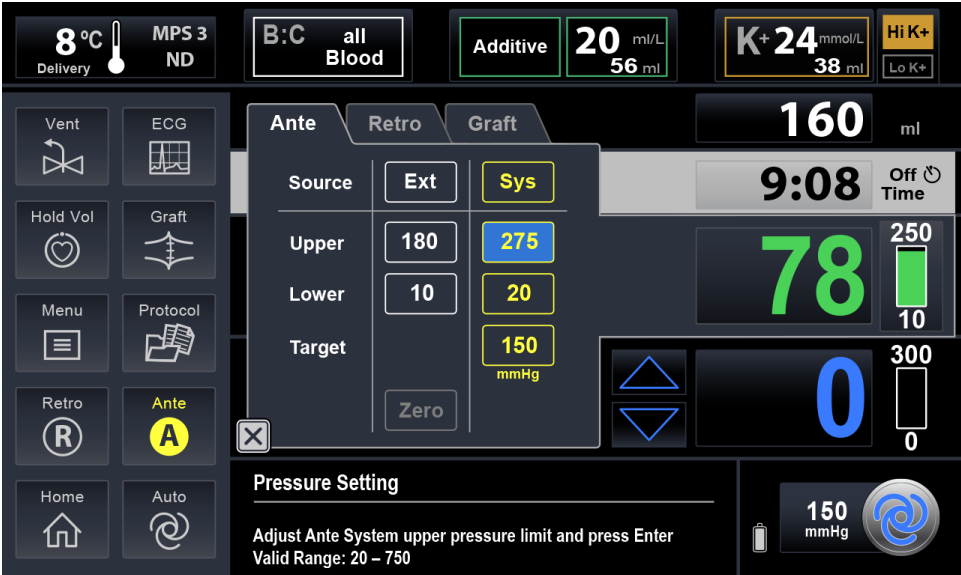 8 ºC
Delivery
MPS 3
ND
B:C
all
Blood
Additive
20 ml/L
56 ml
K+ 24 mmol/L
38 ml
Hi K+
Lo K+
Vent
ECG
Hold Vol
Graft
Menu
Protocol
Retro
R
Ante
A
Home
Auto
Ante
Retro
Graft
Source
Ext
Sys
Upper
180
275
Lower
10
20
Target
150
mmHg
Zero
X
160 ml
9:08
Off
Time
78
250
10
0
300
0
Pressure Setting
Adjust Ante System upper pressure limit and press Enter
Valid Range: 20 – 750
150
mmHg